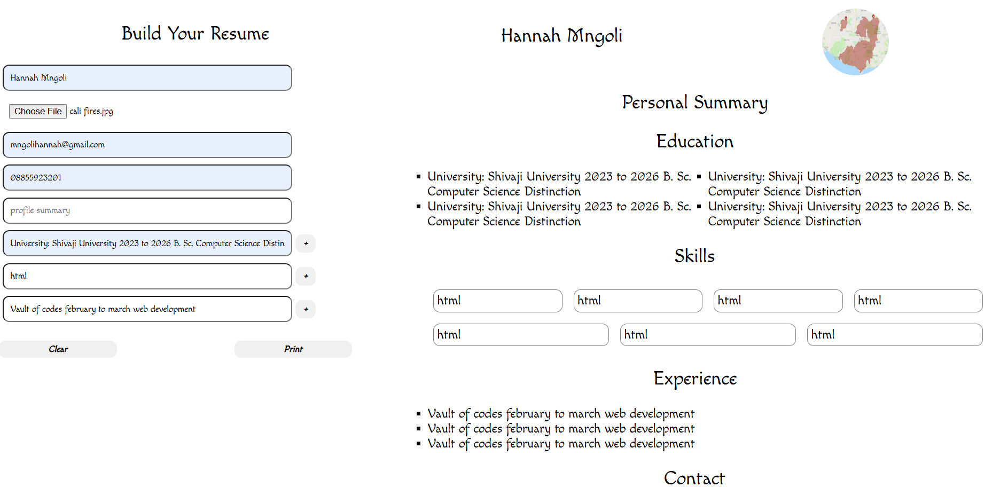 Build Your Resume
Hannah Mngoli
Choose File cali fires.jpg
mngolihannah@gmail.com
08855923201
profile summary
University: Shivaji University 2023 to 2026 B. Sc. Computer Science Distin
+
html
+
Vault of codes february to march web development
+
Clear
Print
Hannah Mngoli
Personal Summary
Education
University: Shivaji University 2023 to 2026 B. Sc.
Computer Science Distinction
University: Shivaji University 2023 to 2026 B. Sc.
Computer Science Distinction
University: Shivaji University 2023 to 2026 B. Sc.
Computer Science Distinction
University: Shivaji University 2023 to 2026 B. Sc.
Computer Science Distinction
Skills
html
html
html
html
html
html
html
Experience
Vault of codes february to march web development
Vault of codes february to march web development
Vault of codes february to march web development
Contact